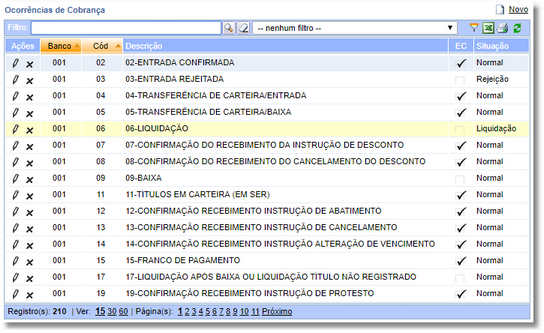 Ocorrências de Cobrança Novo
Filtro: -- nenhum filtro --
Ações Banco Cód Descrição EC Situação
001 02 02-ENTRADA CONFIRMADA Normal
001 03 03-ENTRADA REJEITADA Rejeição
001 04 04-TRANSFERÊNCIA DE CARTEIRA/ENTRADA Normal
001 05 05-TRANSFERÊNCIA DE CARTEIRA/BAIXA Normal
001 06 06-LIQUIDAÇÃO Liquidação
001 07 07-CONFIRMAÇÃO DO RECEBIMENTO DA INSTRUÇÃO DE DESCONTO Normal
001 08 08-CONFIRMAÇÃO DO RECEBIMENTO DO CANCELAMENTO DO DESCONTO Normal
001 09 09-BAIXA Normal
001 11 11-TÍTULOS EM CARTEIRA (EM SER) Normal
001 12 12-CONFIRMAÇÃO RECEBIMENTO INSTRUÇÃO DE ABATIMENTO Normal
001 13 13-CONFIRMAÇÃO RECEBIMENTO INSTRUÇÃO DE CANCELAMENTO Normal
001 14 14-CONFIRMAÇÃO RECEBIMENTO INSTRUÇÃO ALTERAÇÃO DE VENCIMENTO Normal
001 15 15-FRANCO DE PAGAMENTO Normal
001 17 17-LIQUIDAÇÃO APÓS BAIXA OU LIQUIDAÇÃO TÍTULO NÃO REGISTRADO Normal
001 19 19-CONFIRMAÇÃO RECEBIMENTO INSTRUÇÃO DE PROTESTO Normal
Registro(s): 210 | Ver: 15 30 60 | Página(s): 1 2 3 4 5 6 7 8 9 10 11 Próximo